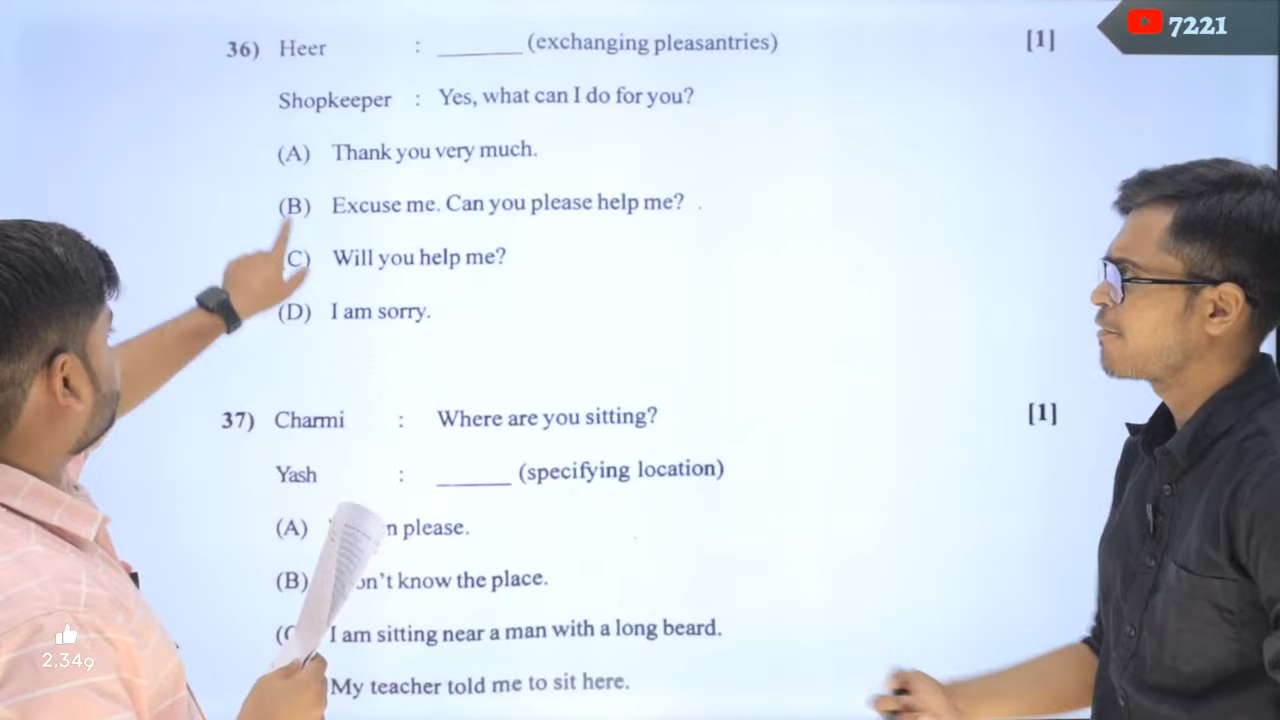 7221
36) Heer : ______ (exchanging pleasantries) [1]
Shopkeeper : Yes, what can I do for you?
(A) Thank you very much.
(B) Excuse me. Can you please help me?
C) Will you help me?
(D) I am sorry.
37) Charmi : Where are you sitting? [1]
Yash : ______ (specifying location)
(A) please.
(B) know the place.
I am sitting near a man with a long beard.
My teacher told me to sit here.
2,349